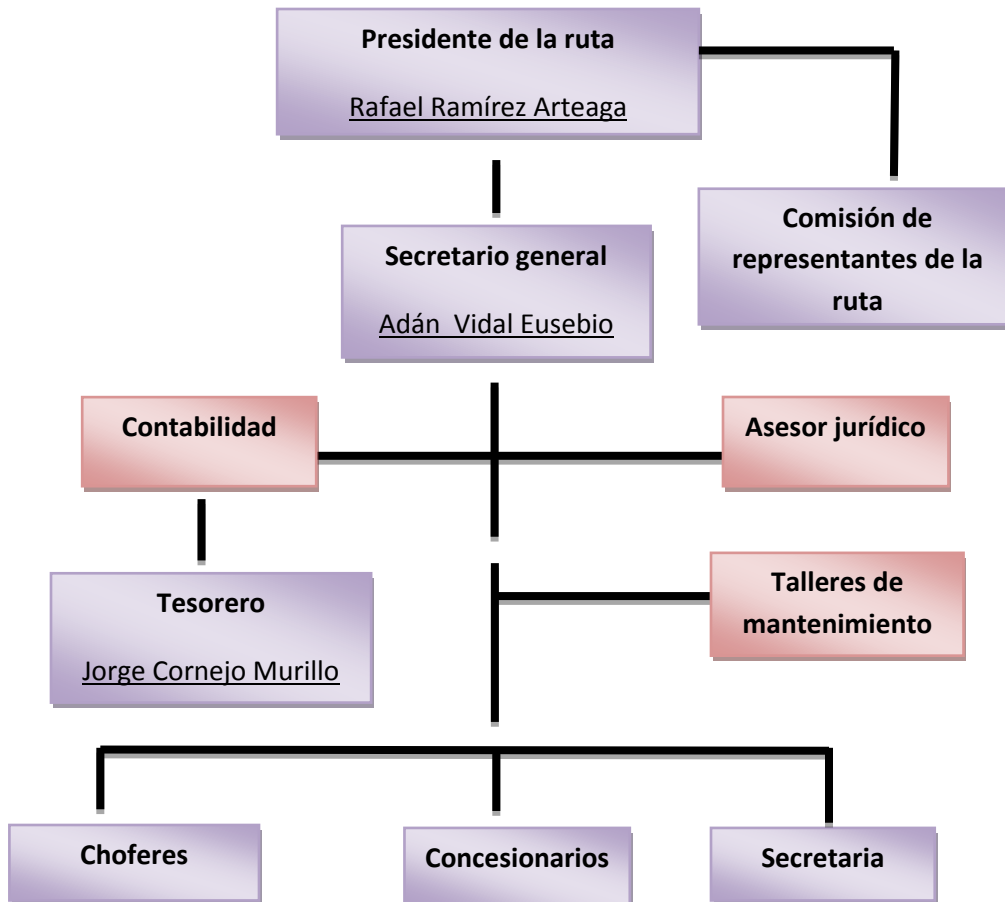 Presidente de la ruta
Rafael Ramírez Arteaga
Comisión de
representantes de la
ruta
Secretario general
Adán  Vidal Eusebio
Contabilidad
Asesor jurídico
Talleres de
mantenimiento
Tesorero
Jorge Cornejo Murillo
Choferes
Concesionarios
Secretaria